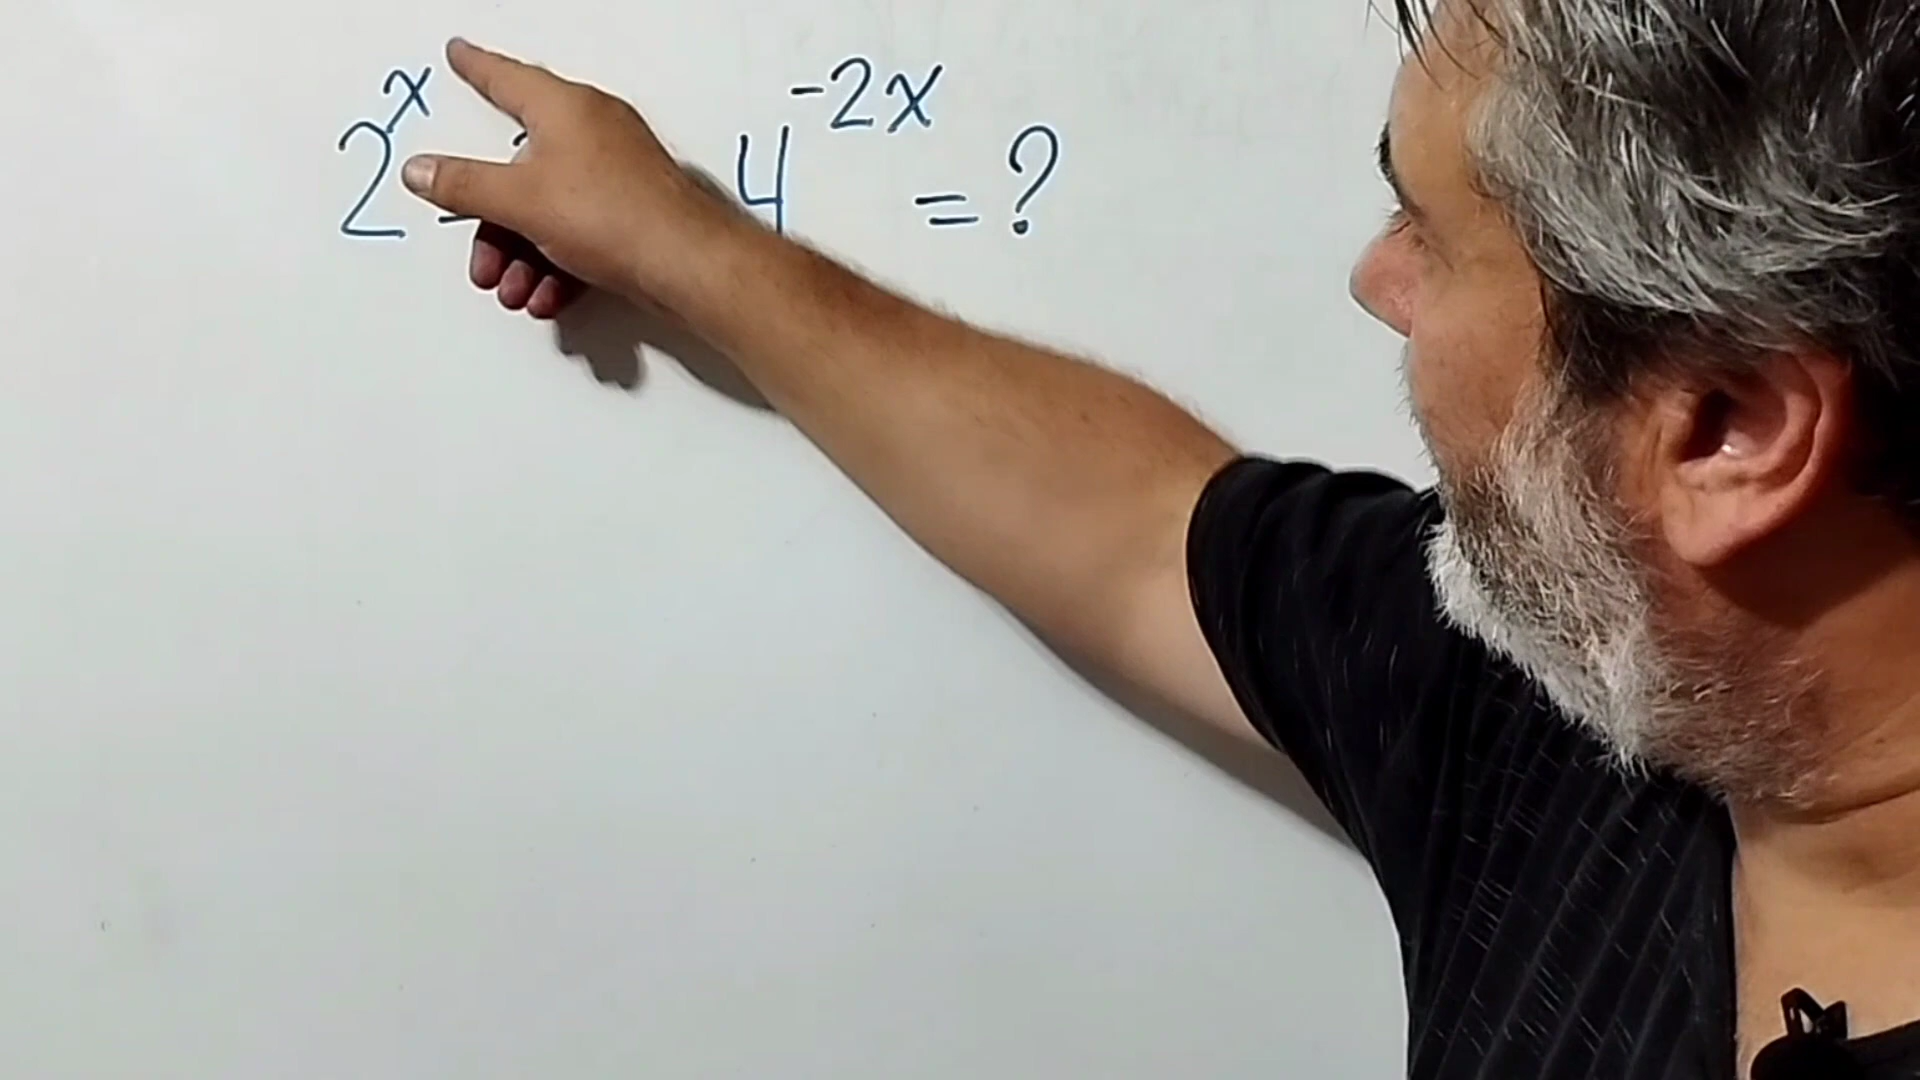 2^x = 4^-2x = ?